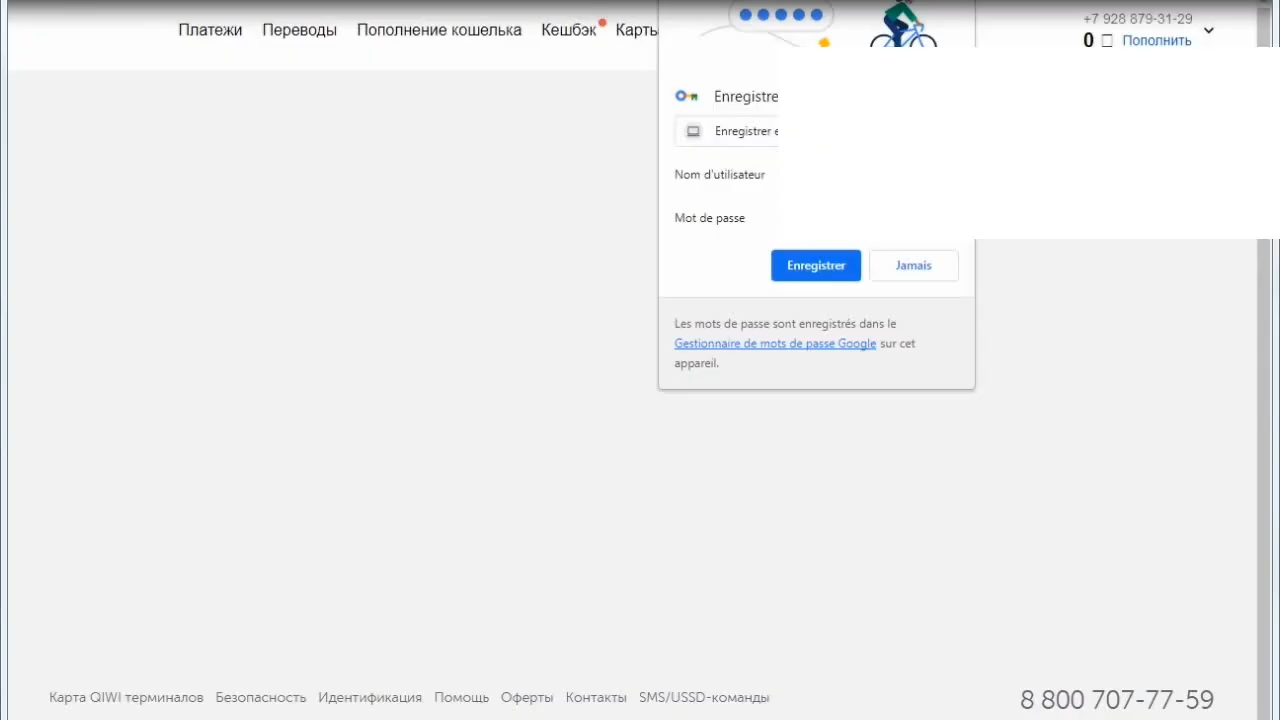 Платежи Переводы Пополнение кошелька Кешбэк Карты
+7 928 879-31-29
0 Пополнить
Enregistre
Enregistrer e
Nom d'utilisateur
Mot de passe
Enregistrer Jamais
Les mots de passe sont enregistrés dans le
Gestionnaire de mots de passe Google sur cet
appareil.
Карта QIWI терминалов Безопасность Идентификация Помощь Оферты Контакты SMS/USSD-команды
8 800 707-77-59